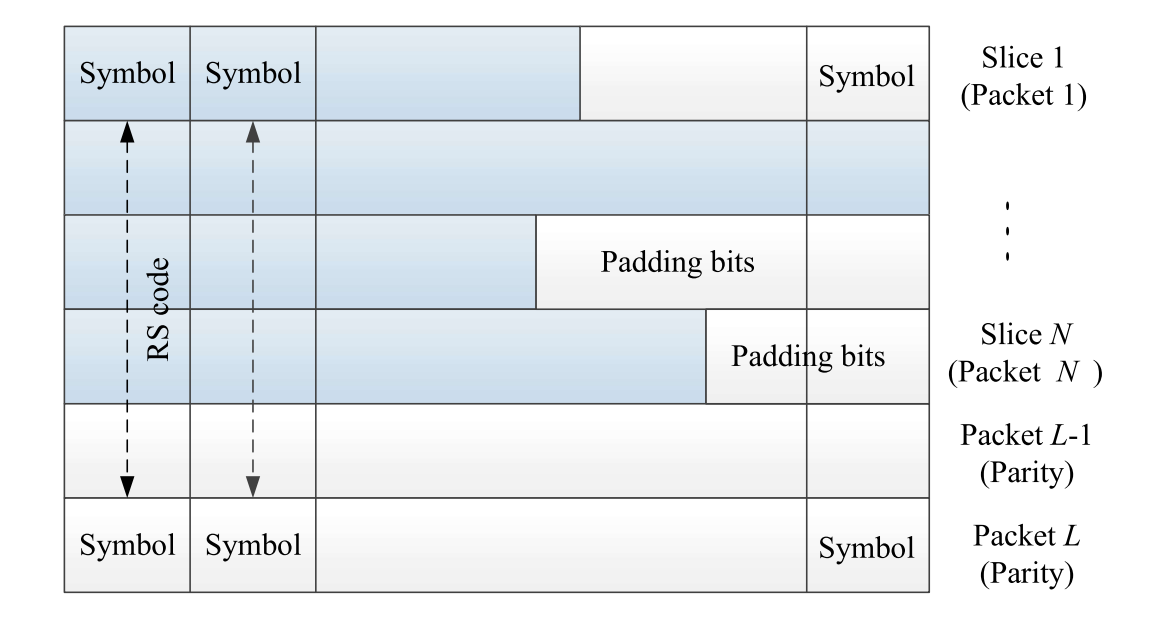 Symbol Symbol Symbol Slice 1
(Packet 1)
RS code
Padding bits
Padding bits
Slice N
(Packet N )
Packet L-1
(Parity)
Symbol Symbol Symbol Packet L
(Parity)